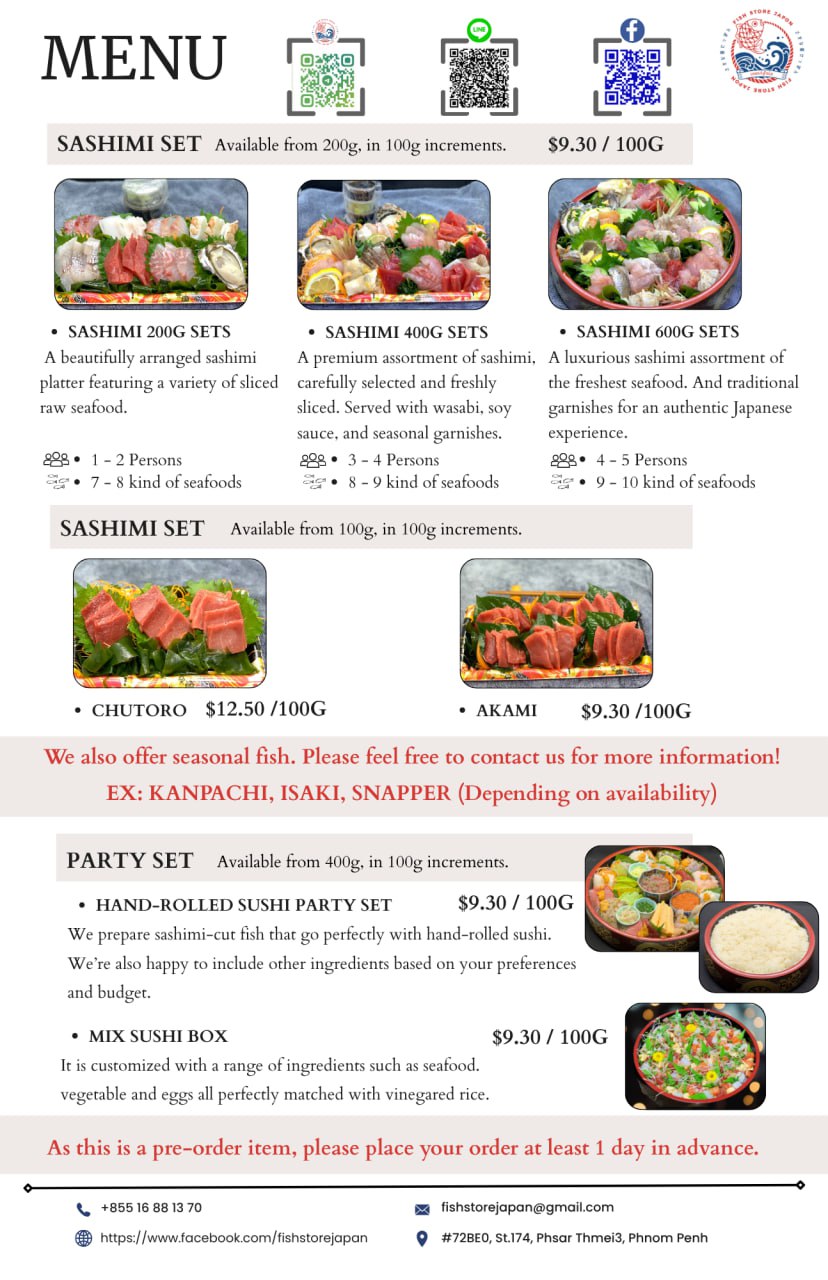 MENU
LINE
FISH STORE JAPON
FISH STORE JAPON
SASHIMI SET Available from 200g, in 100g increments. $9.30 / 100G
• SASHIMI 200G SETS
A beautifully arranged sashimi
platter featuring a variety of sliced
raw seafood.
• 1 - 2 Persons
• 7 - 8 kind of seafoods
• SASHIMI 400G SETS
A premium assortment of sashimi,
carefully selected and freshly
sliced. Served with wasabi, soy
sauce, and seasonal garnishes.
• 3 - 4 Persons
• 8 - 9 kind of seafoods
• SASHIMI 600G SETS
A luxurious sashimi assortment of
the freshest seafood. And traditional
garnishes for an authentic Japanese
experience.
• 4 - 5 Persons
• 9 - 10 kind of seafoods
SASHIMI SET Available from 100g, in 100g increments.
• CHUTORO $12.50 /100G
• AKAMI $9.30 /100G
We also offer seasonal fish. Please feel free to contact us for more information!
EX: KANPACHI, ISAKI, SNAPPER (Depending on availability)
PARTY SET Available from 400g, in 100g increments.
• HAND-ROLLED SUSHI PARTY SET $9.30 / 100G
We prepare sashimi-cut fish that go perfectly with hand-rolled sushi.
We're also happy to include other ingredients based on your preferences
and budget.
• MIX SUSHI BOX $9.30 / 100G
It is customized with a range of ingredients such as seafood.
vegetable and eggs all perfectly matched with vinegared rice.
As this is a pre-order item, please place your order at least 1 day in advance.
+855 16 88 13 70
fishstorejapan@gmail.com
https://www.facebook.com/fishstorejapan
#72BE0, St.174, Phsar Thmei3, Phnom Penh